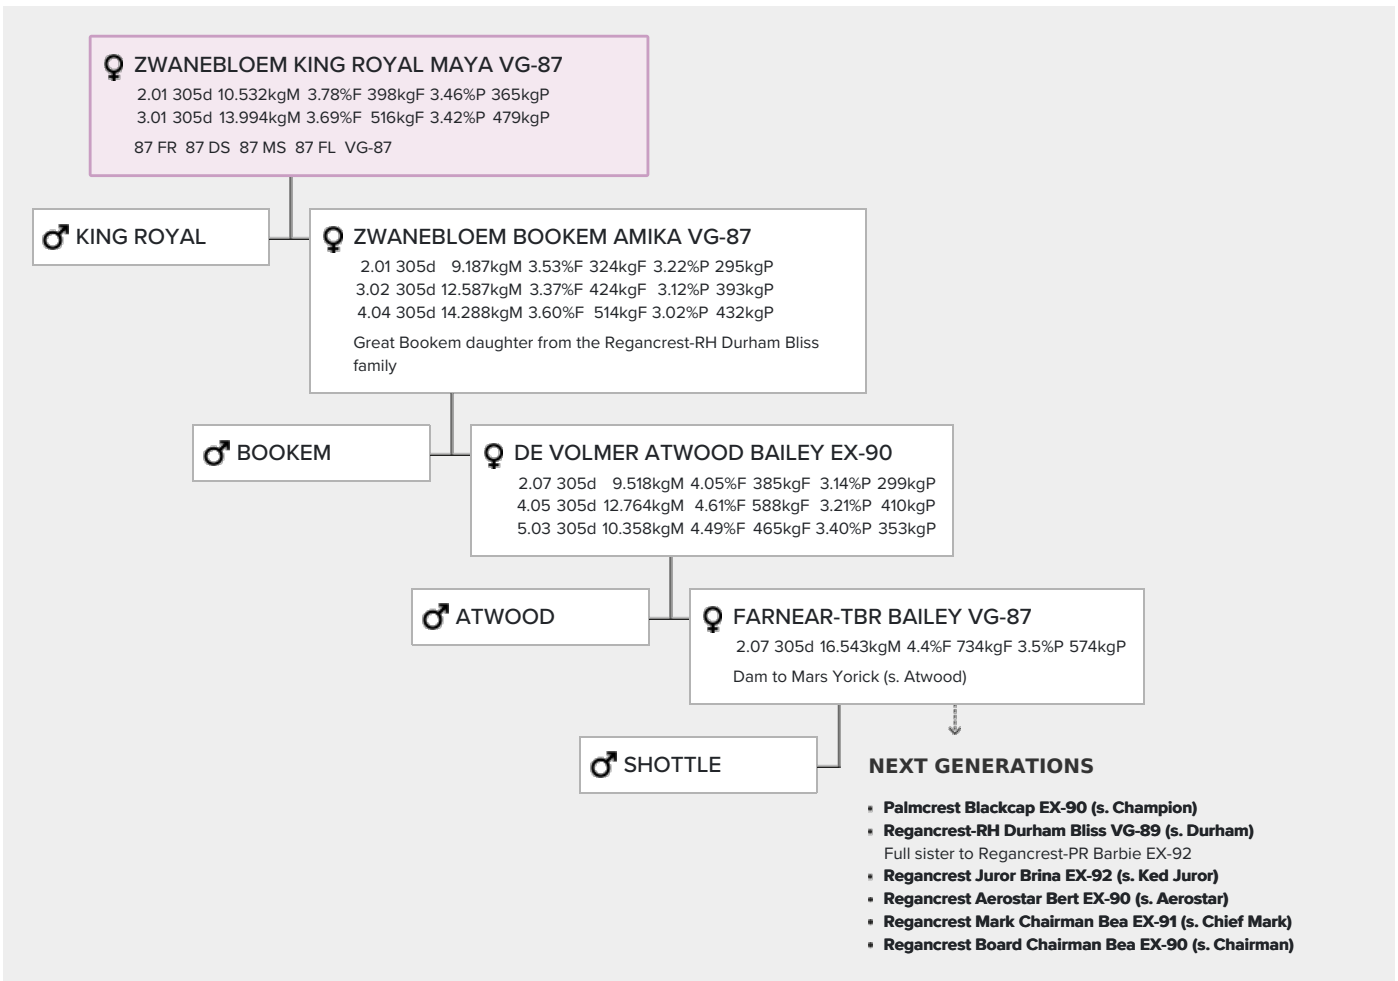 ZWANEBLOEM KING ROYAL MAYA VG-87
2.01 305d 10.532kgM 3.78%F 398kgF 3.46%P 365kgP
3.01 305d 13.994kgM 3.69%F 516kgF 3.42%P 479kgP
87 FR 87 DS 87 MS 87 FL VG-87
KING ROYAL
ZWANEBLOEM BOOKEM AMIKA VG-87
2.01 305d 9.187kgM 3.53%F 324kgF 3.22%P 295kgP
3.02 305d 12.587kgM 3.37%F 424kgF 3.12%P 393kgP
4.04 305d 14.288kgM 3.60%F 514kgF 3.02%P 432kgP
Great Bookem daughter from the Regancrest-RH Durham Bliss
family
BOOKEM
DE VOLMER ATWOOD BAILEY EX-90
2.07 305d 9.518kgM 4.05%F 385kgF 3.14%P 299kgP
4.05 305d 12.764kgM 4.61%F 588kgF 3.21%P 410kgP
5.03 305d 10.358kgM 4.49%F 465kgF 3.40%P 353kgP
ATWOOD
FARNEAR-TBR BAILEY VG-87
2.07 305d 16.543kgM 4.4%F 734kgF 3.5%P 574kgP
Dam to Mars Yorick (s. Atwood)
SHOTTLE
NEXT GENERATIONS
• Palmcrest Blackcap EX-90 (s. Champion)
• Regancrest-RH Durham Bliss VG-89 (s. Durham)
Full sister to Regancrest-PR Barbie EX-92
• Regancrest Juror Brina EX-92 (s. Ked Juror)
• Regancrest Aerostar Bert EX-90 (s. Aerostar)
• Regancrest Mark Chairman Bea EX-91 (s. Chief Mark)
• Regancrest Board Chairman Bea EX-90 (s. Chairman)